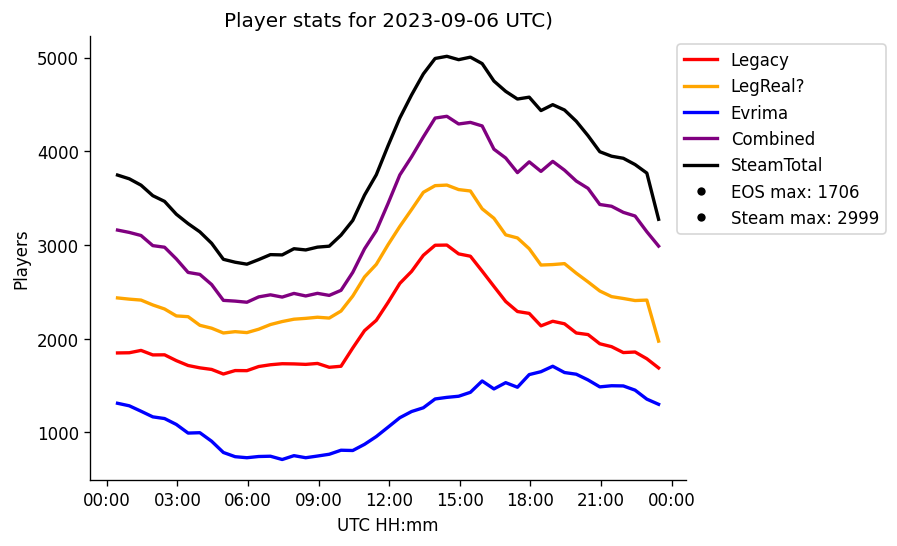 Player stats for 2023-09-06 UTC)
5000
4000
3000
2000
1000
Players
00:00 03:00 06:00 09:00 12:00 15:00 18:00 21:00 00:00
UTC HH:mm
Legacy
LegReal?
Evrima
Combined
SteamTotal
EOS max: 1706
Steam max: 2999